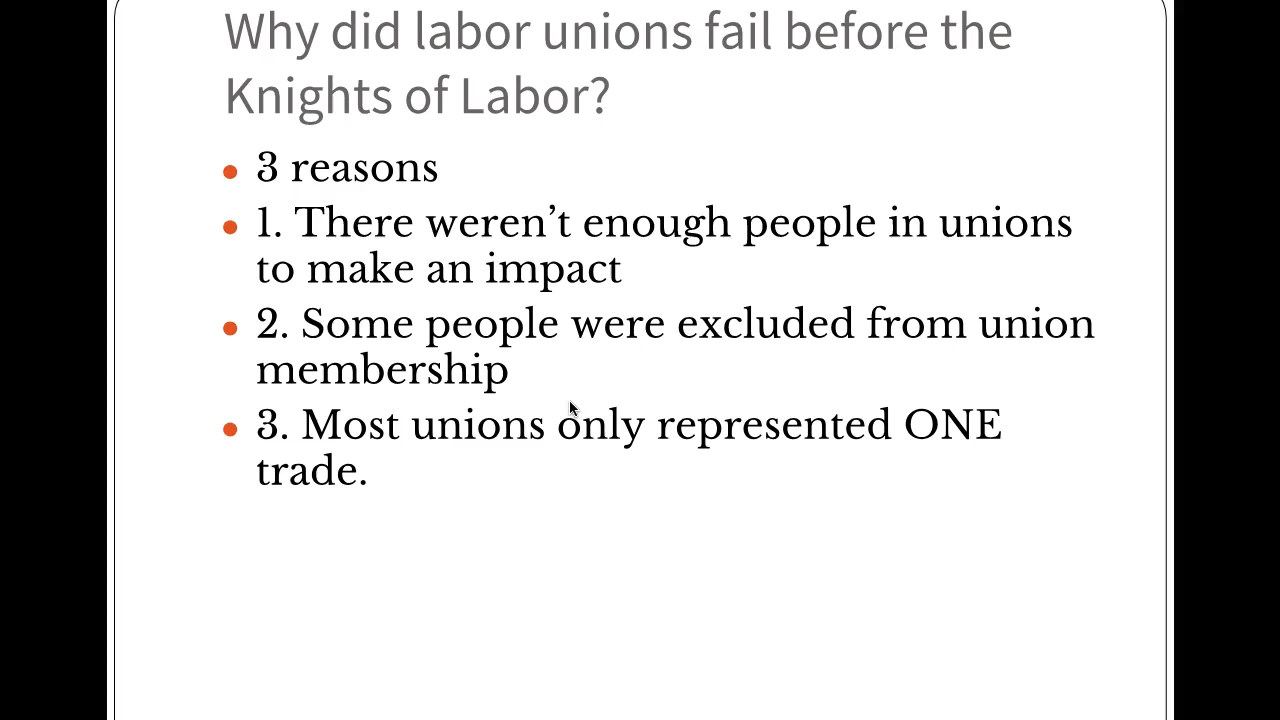 Why did labor unions fail before the
Knights of Labor?
• 3 reasons
• 1. There weren’t enough people in unions
to make an impact
• 2. Some people were excluded from union
membership
• 3. Most unions only represented ONE
trade.